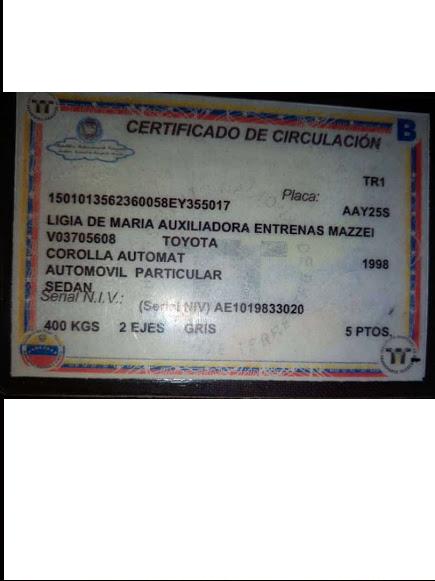 CERTIFICADO DE CIRCULACIÓN B
TR1
1501013562360058EY355017 Placa: AAY25S
LIGIA DE MARIA AUXILIADORA ENTRENAS MAZZEI
V03705608 TOYOTA
COROLLA AUTOMAT 1998
AUTOMOVIL PARTICULAR
SEDAN
Serial N.I.V.: (Serial NIV) AE1019833020
400 KGS 2 EJES GRIS 5 PTOS.